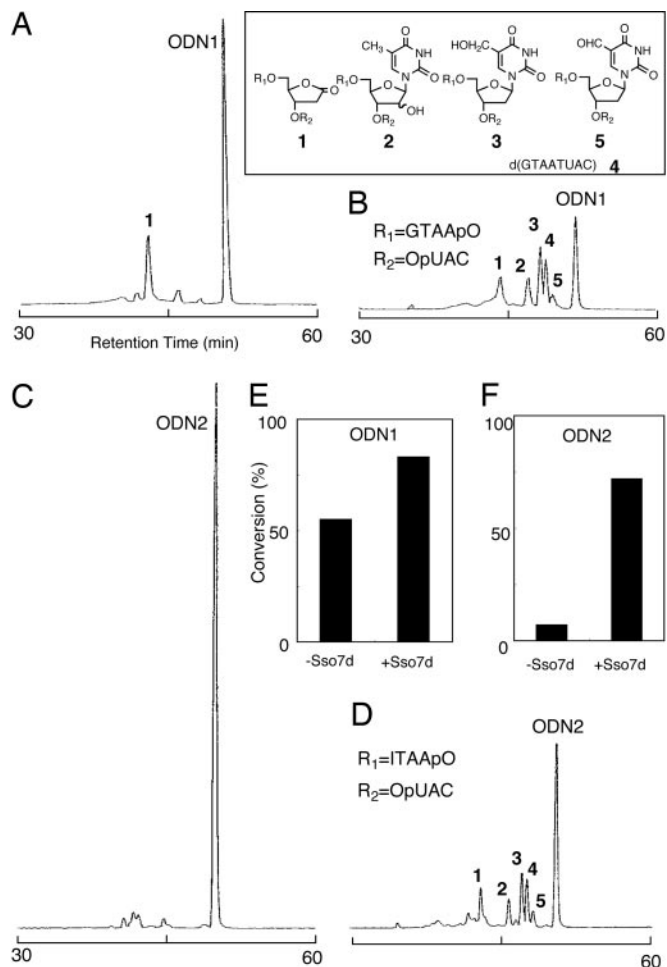 A
ODN1
1
30
60
Retention Time (min)
R1O
O
O
OR2
1
CH3
O
NH
N
O
R1O
O
OH
OR2
2
HOH2C
O
NH
N
O
R1O
O
OR2
3
CHO
O
NH
N
O
R1O
O
OR2
5
d(GTAATUAC) 4
B
ODN1
R1=GTAApO
R2=OpUAC
1
2
3
4
5
30
60
C
ODN2
30
60
E
100
ODN1
50
0
Conversion (%)
-Sso7d
+Sso7d
F
100
ODN2
50
0
-Sso7d
+Sso7d
D
ODN2
R1=ITAApO
R2=OpUAC
1
2
3
4
5
60